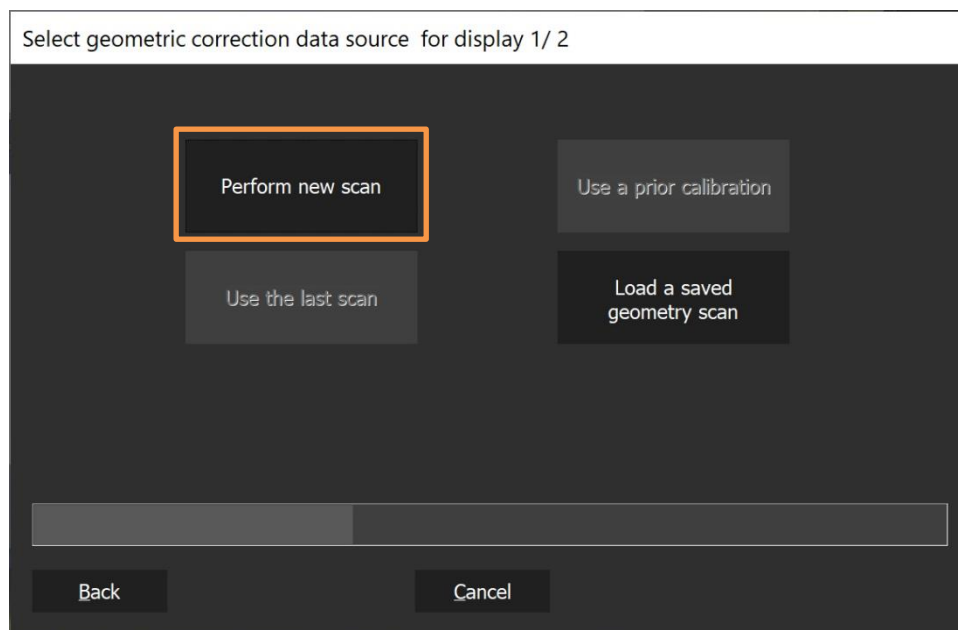 Select geometric correction data source for display 1/ 2
Perform new scan
Use a prior calibration
Use the last scan
Load a saved
geometry scan
Back
Cancel